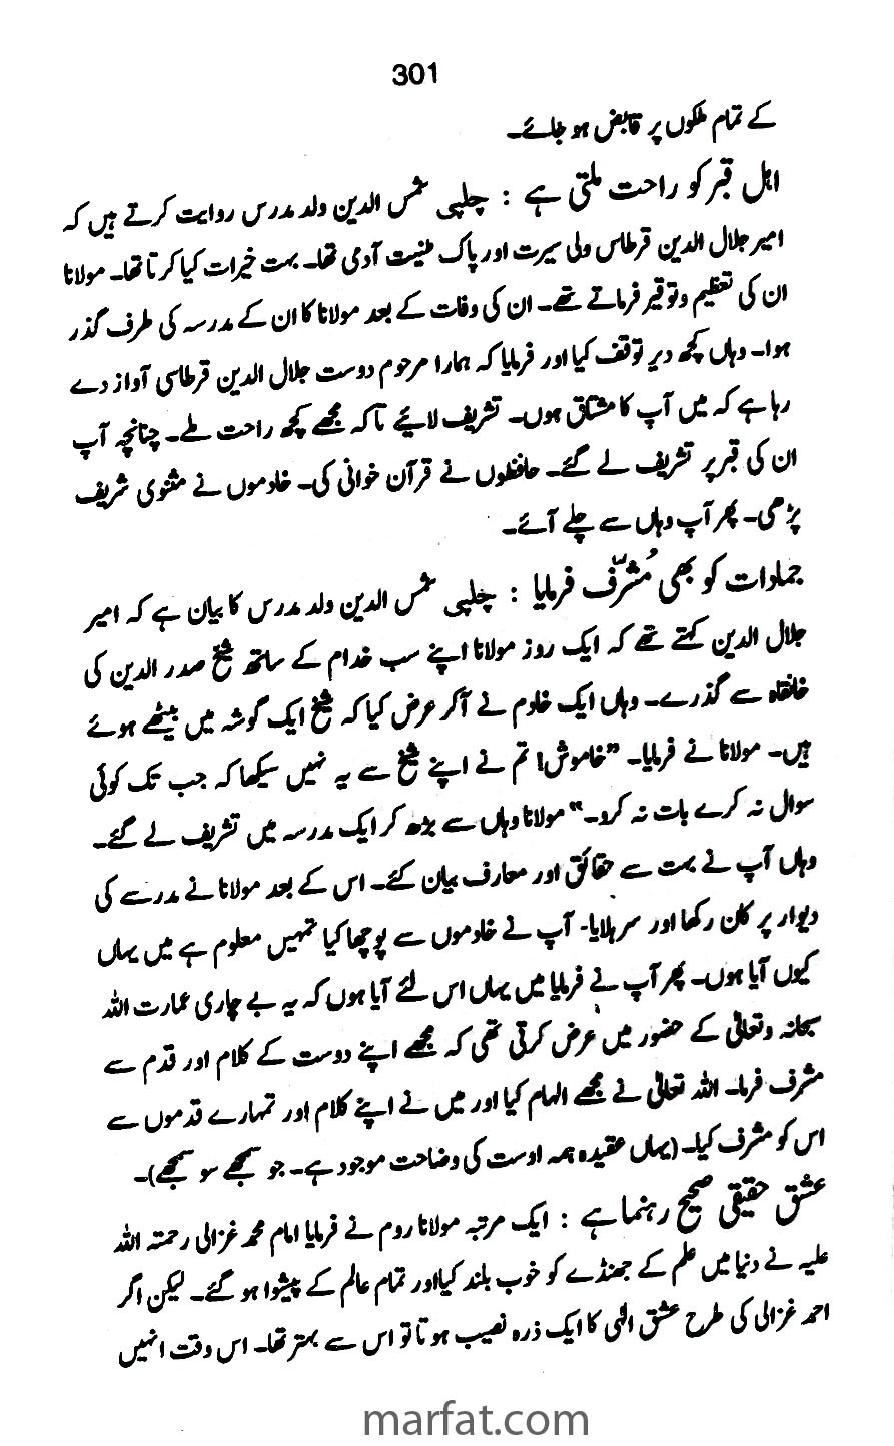 301
کے تمام ملکوں پر قابض ہو جائے۔
اہل قبر کو راحت ملتی ہے : چلپی شمس الدین ولد مدرس روایت کرتے ہیں کہ
امیر جلال الدین قرطاس ولی سیرت اور پاک طینت آدمی تھا۔ بہت خیرات کیا کرتا تھا۔ مولانا
ان کی تعظیم و توقیر فرماتے تھے۔ ان کی وفات کے بعد مولانا کا ان کے مدرسہ کی طرف گذر
ہوا۔ وہاں کچھ دیر توقف کیا اور فرمایا کہ ہمارا مرحوم دوست جلال الدین قرطاسی آواز دے
رہا ہے کہ میں آپ کا مشتاق ہوں۔ تشریف لائیے تاکہ مجھے کچھ راحت ملے۔ چنانچہ آپ
ان کی قبر پر تشریف لے گئے۔ حافظوں نے قرآن خوانی کی۔ خادموں نے مثنوی شریف
پڑھی۔ پھر آپ وہاں سے چلے آئے۔
جمادات کو بھی مُشرّف فرمایا : چلپی شمس الدین ولد مدرس کا بیان ہے کہ امیر
جلال الدین کہتے تھے کہ ایک روز مولانا اپنے سب خدام کے ساتھ شیخ صدر الدین کی
خانقاہ سے گذرے۔ وہاں ایک خادم نے آکر عرض کیا کہ شیخ ایک گوشہ میں بیٹھے ہوئے
ہیں۔ مولانا نے فرمایا۔ ”خاموش! تم نے اپنے شیخ سے یہ نہیں سیکھا کہ جب تک کوئی
سوال نہ کرے بات نہ کرو۔“ مولانا وہاں سے بڑھ کر ایک مدرسہ میں تشریف لے گئے۔
وہاں آپ نے بہت سے حقائق اور معارف بیان کئے۔ اس کے بعد مولانا نے مدرسے کی
دیوار پر کان رکھا اور سر ہلایا۔ آپ نے خادموں سے پوچھا کیا تمہیں معلوم ہے میں یہاں
کیوں آیا ہوں۔ پھر آپ نے فرمایا میں یہاں اس لئے آیا ہوں کہ یہ بے چاری عمارت اللہ
سبحانہ وتعالیٰ کے حضور میں عرض کرتی تھی کہ مجھے اپنے دوست کے کلام اور قدم سے
مشرف فرما۔ اللہ تعالیٰ نے مجھے الہام کیا اور میں نے اپنے کلام اور تمہارے قدموں سے
اس کو مشرف کیا۔ (یہاں عقیدہ ہمہ اوست کی وضاحت موجود ہے۔ جو سمجھے سو سمجھے)۔
عشق حقیقی صحیح رہنما ہے : ایک مرتبہ مولانا روم نے فرمایا امام محمد غزالی رحمتہ اللہ
علیہ نے دنیا میں علم کے جھنڈے کو خوب بلند کیا اور تمام عالم کے پیشوا ہو گئے۔ لیکن اگر
احمد غزالی کی طرح عشق الٰہی کا ایک ذرہ نصیب ہوتا تو اس سے بہتر تھا۔ اس وقت انہیں
marfat.com